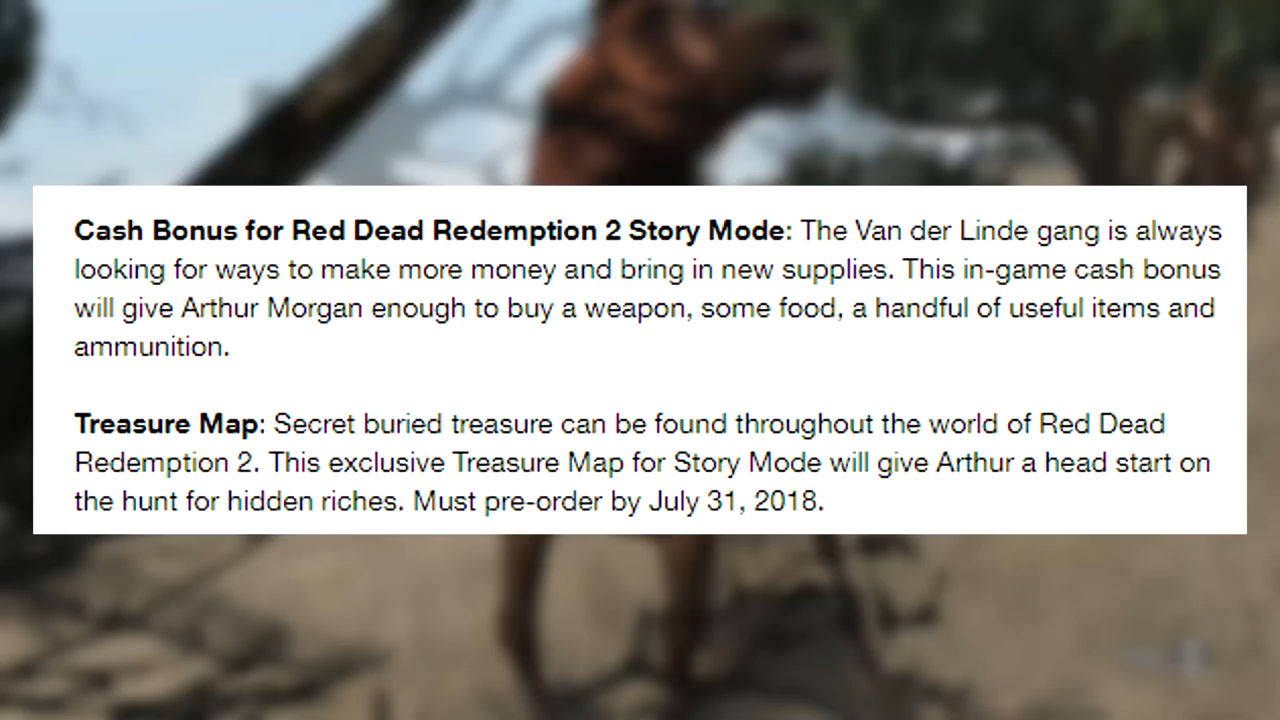 Cash Bonus for Red Dead Redemption 2 Story Mode: The Van der Linde gang is always
looking for ways to make more money and bring in new supplies. This in-game cash bonus
will give Arthur Morgan enough to buy a weapon, some food, a handful of useful items and
ammunition.
Treasure Map: Secret buried treasure can be found throughout the world of Red Dead
Redemption 2. This exclusive Treasure Map for Story Mode will give Arthur a head start on
the hunt for hidden riches. Must pre-order by July 31, 2018.